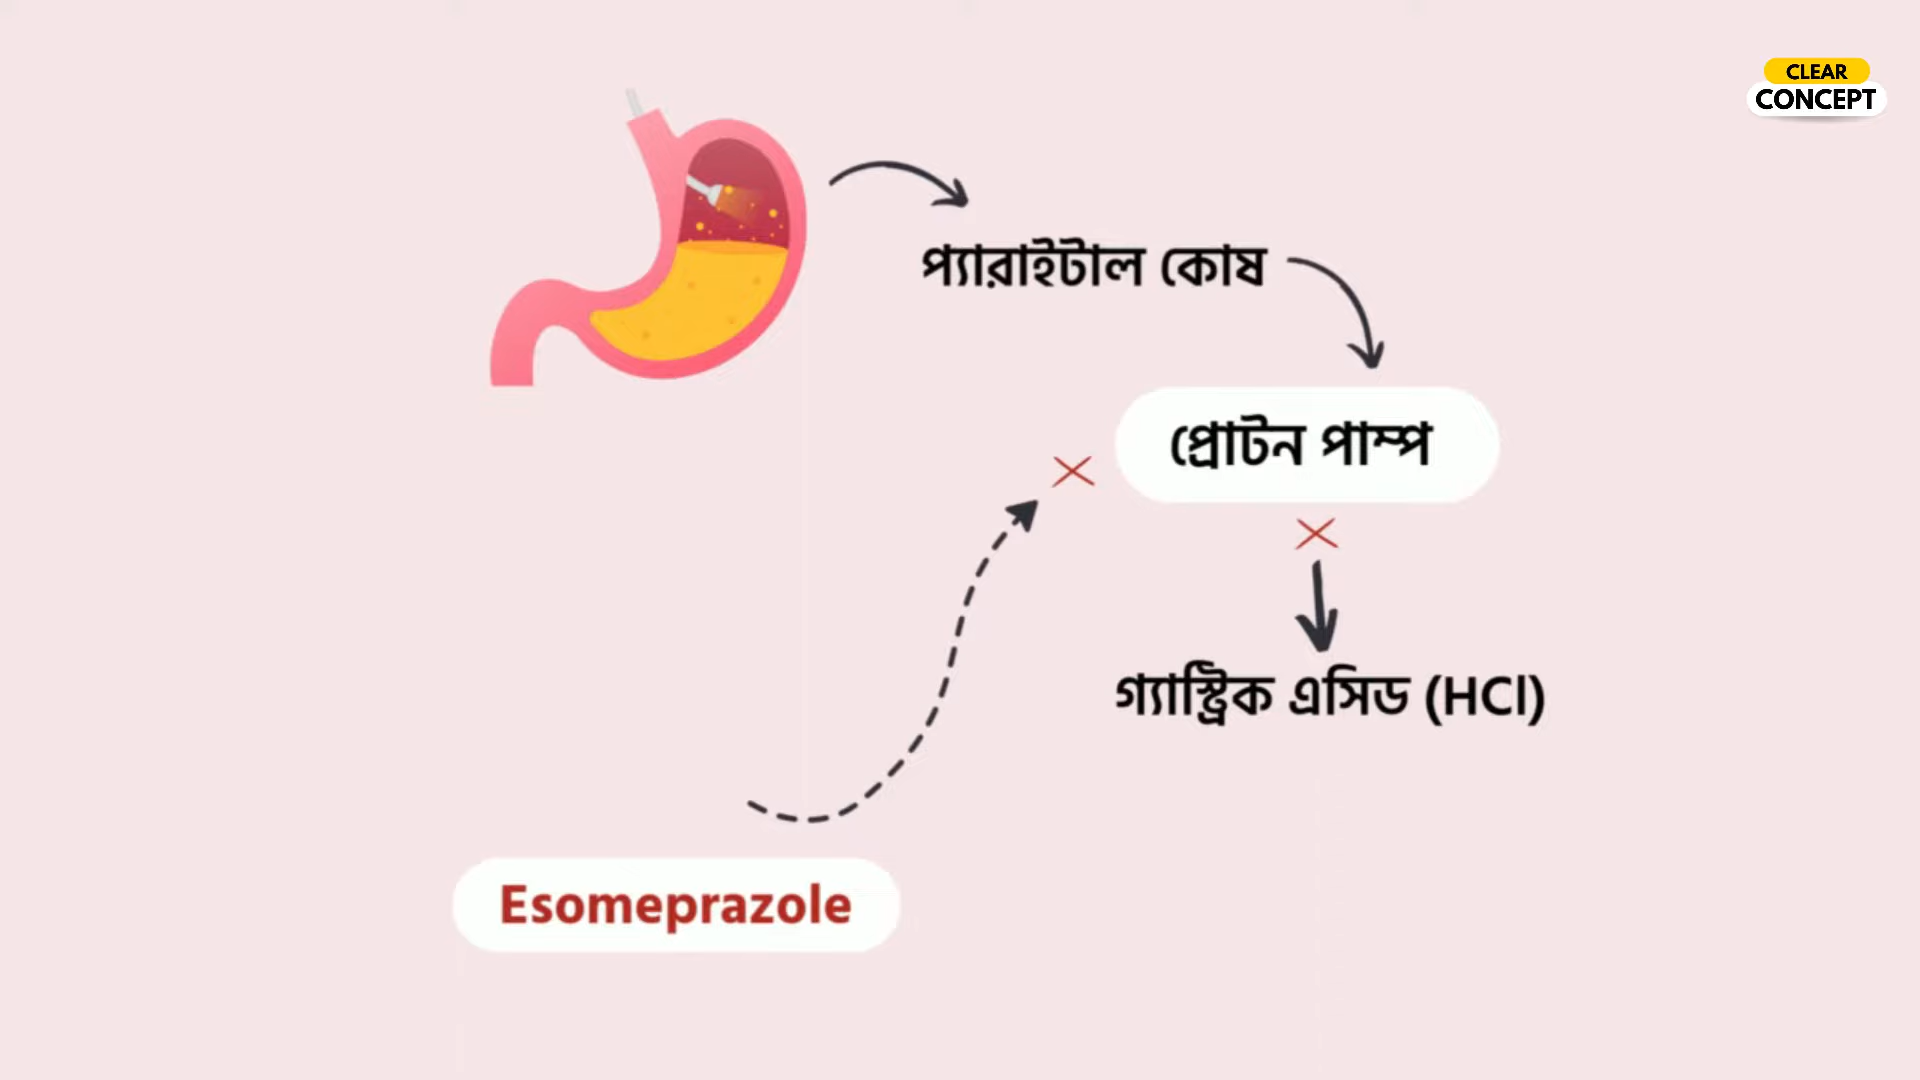 CLEAR
CONCEPT
প্যারাইটাল কোষ
প্রোটন পাম্প
গ্যাস্ট্রিক এসিড (HCl)
Esomeprazole